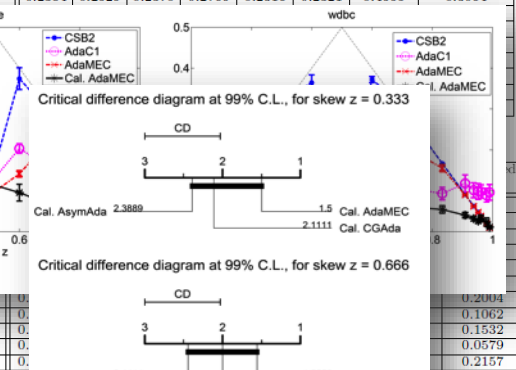 wdbc
0.5
CSB2
AdaC1
AdaMEC
Cal. AdaMEC
0.4
CSB2
AdaC1
AdaMEC
Cal. AdaMEC
Critical difference diagram at 99% C.L., for skew z = 0.333
CD
3 2 1
Cal. AsymAda 2.3889
1.5 Cal. AdaMEC
2.1111 Cal. CGAda
0.6
z
0.8 1
Critical difference diagram at 99% C.L., for skew z = 0.666
CD
3 2 1
0.2004
0.1062
0.1532
0.0579
0.2157